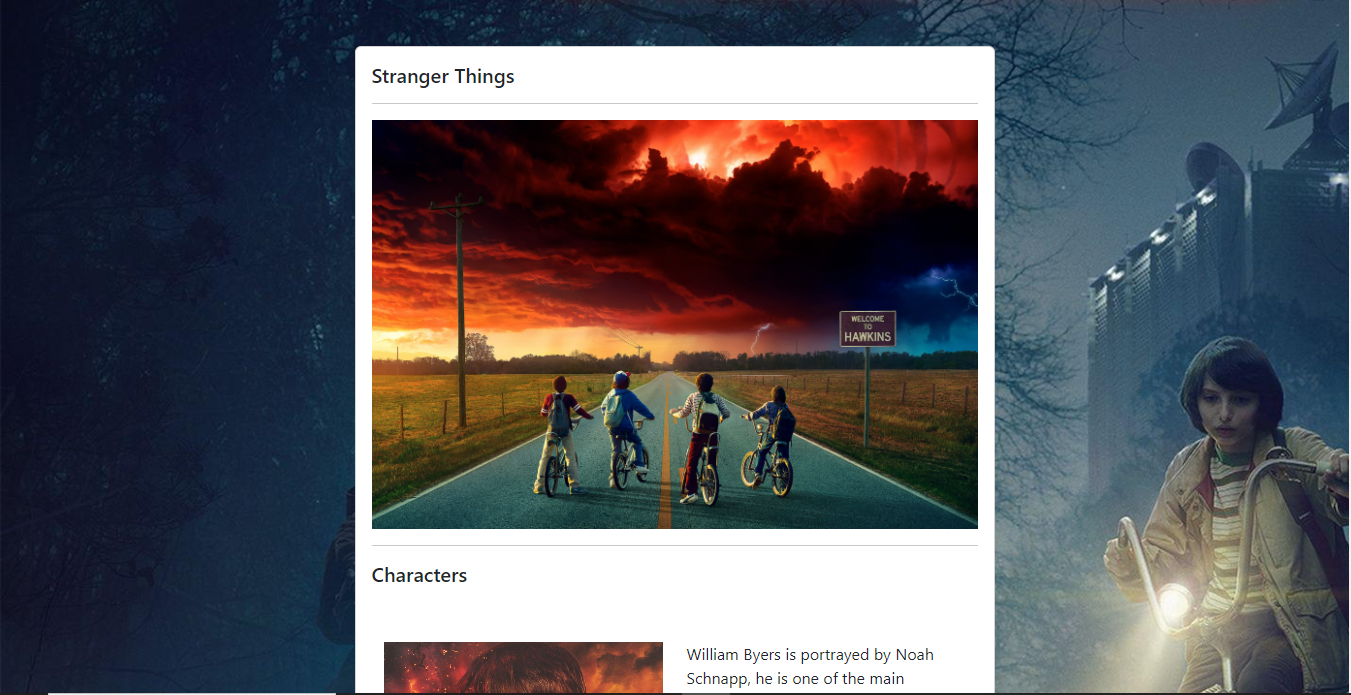 Stranger Things
WELCOME
TO
HAWKINS
Characters
William Byers is portrayed by Noah
Schnapp, he is one of the main